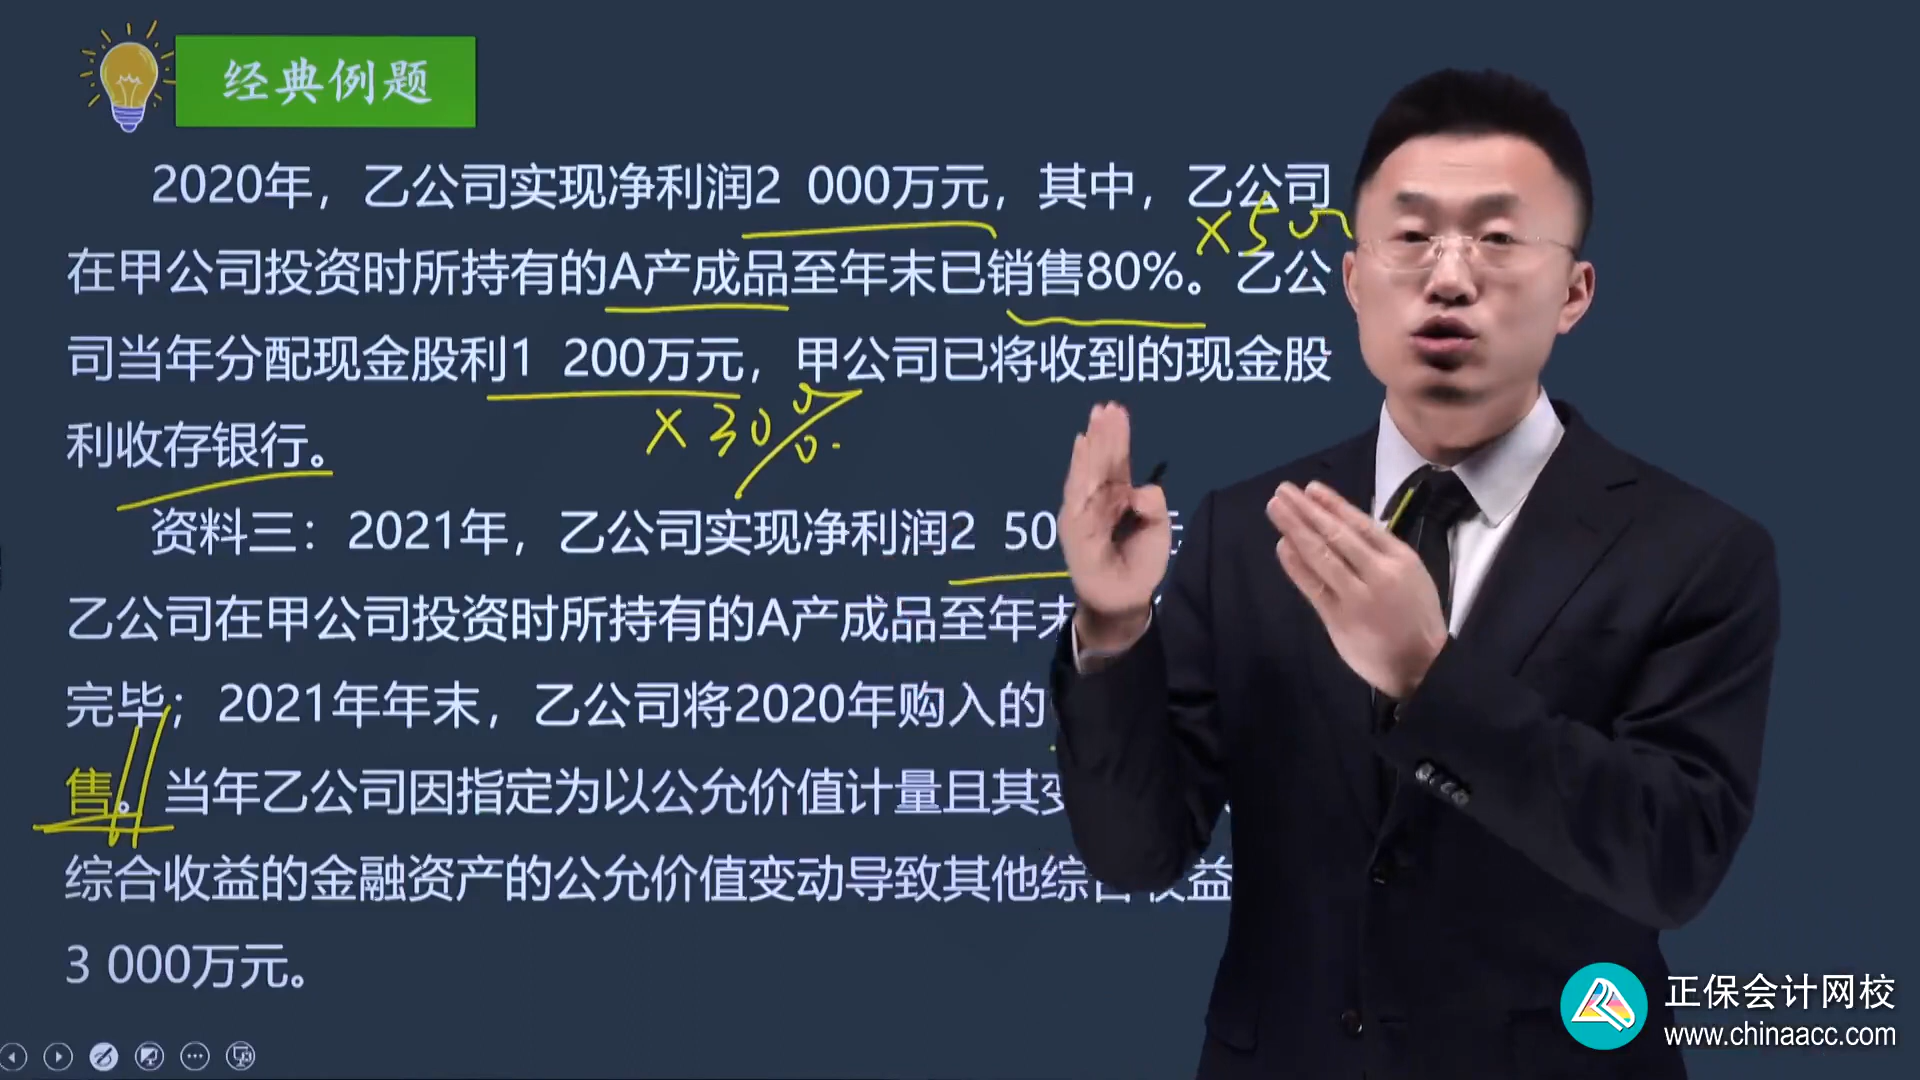 经典例题
2020年，乙公司实现净利润2 000万元，其中，乙公司
×50
在甲公司投资时所持有的A产成品至年末已销售80%。乙公
司当年分配现金股利1 200万元，甲公司已将收到的现金股
×30%
利收存银行。
资料三：2021年，乙公司实现净利润2 50
乙公司在甲公司投资时所持有的A产成品至年末
完毕；2021年年末，乙公司将2020年购入的
售。当年乙公司因指定为以公允价值计量且其变
综合收益的金融资产的公允价值变动导致其他综合收益
3 000万元。
正保会计网校
www.chinaacc.com